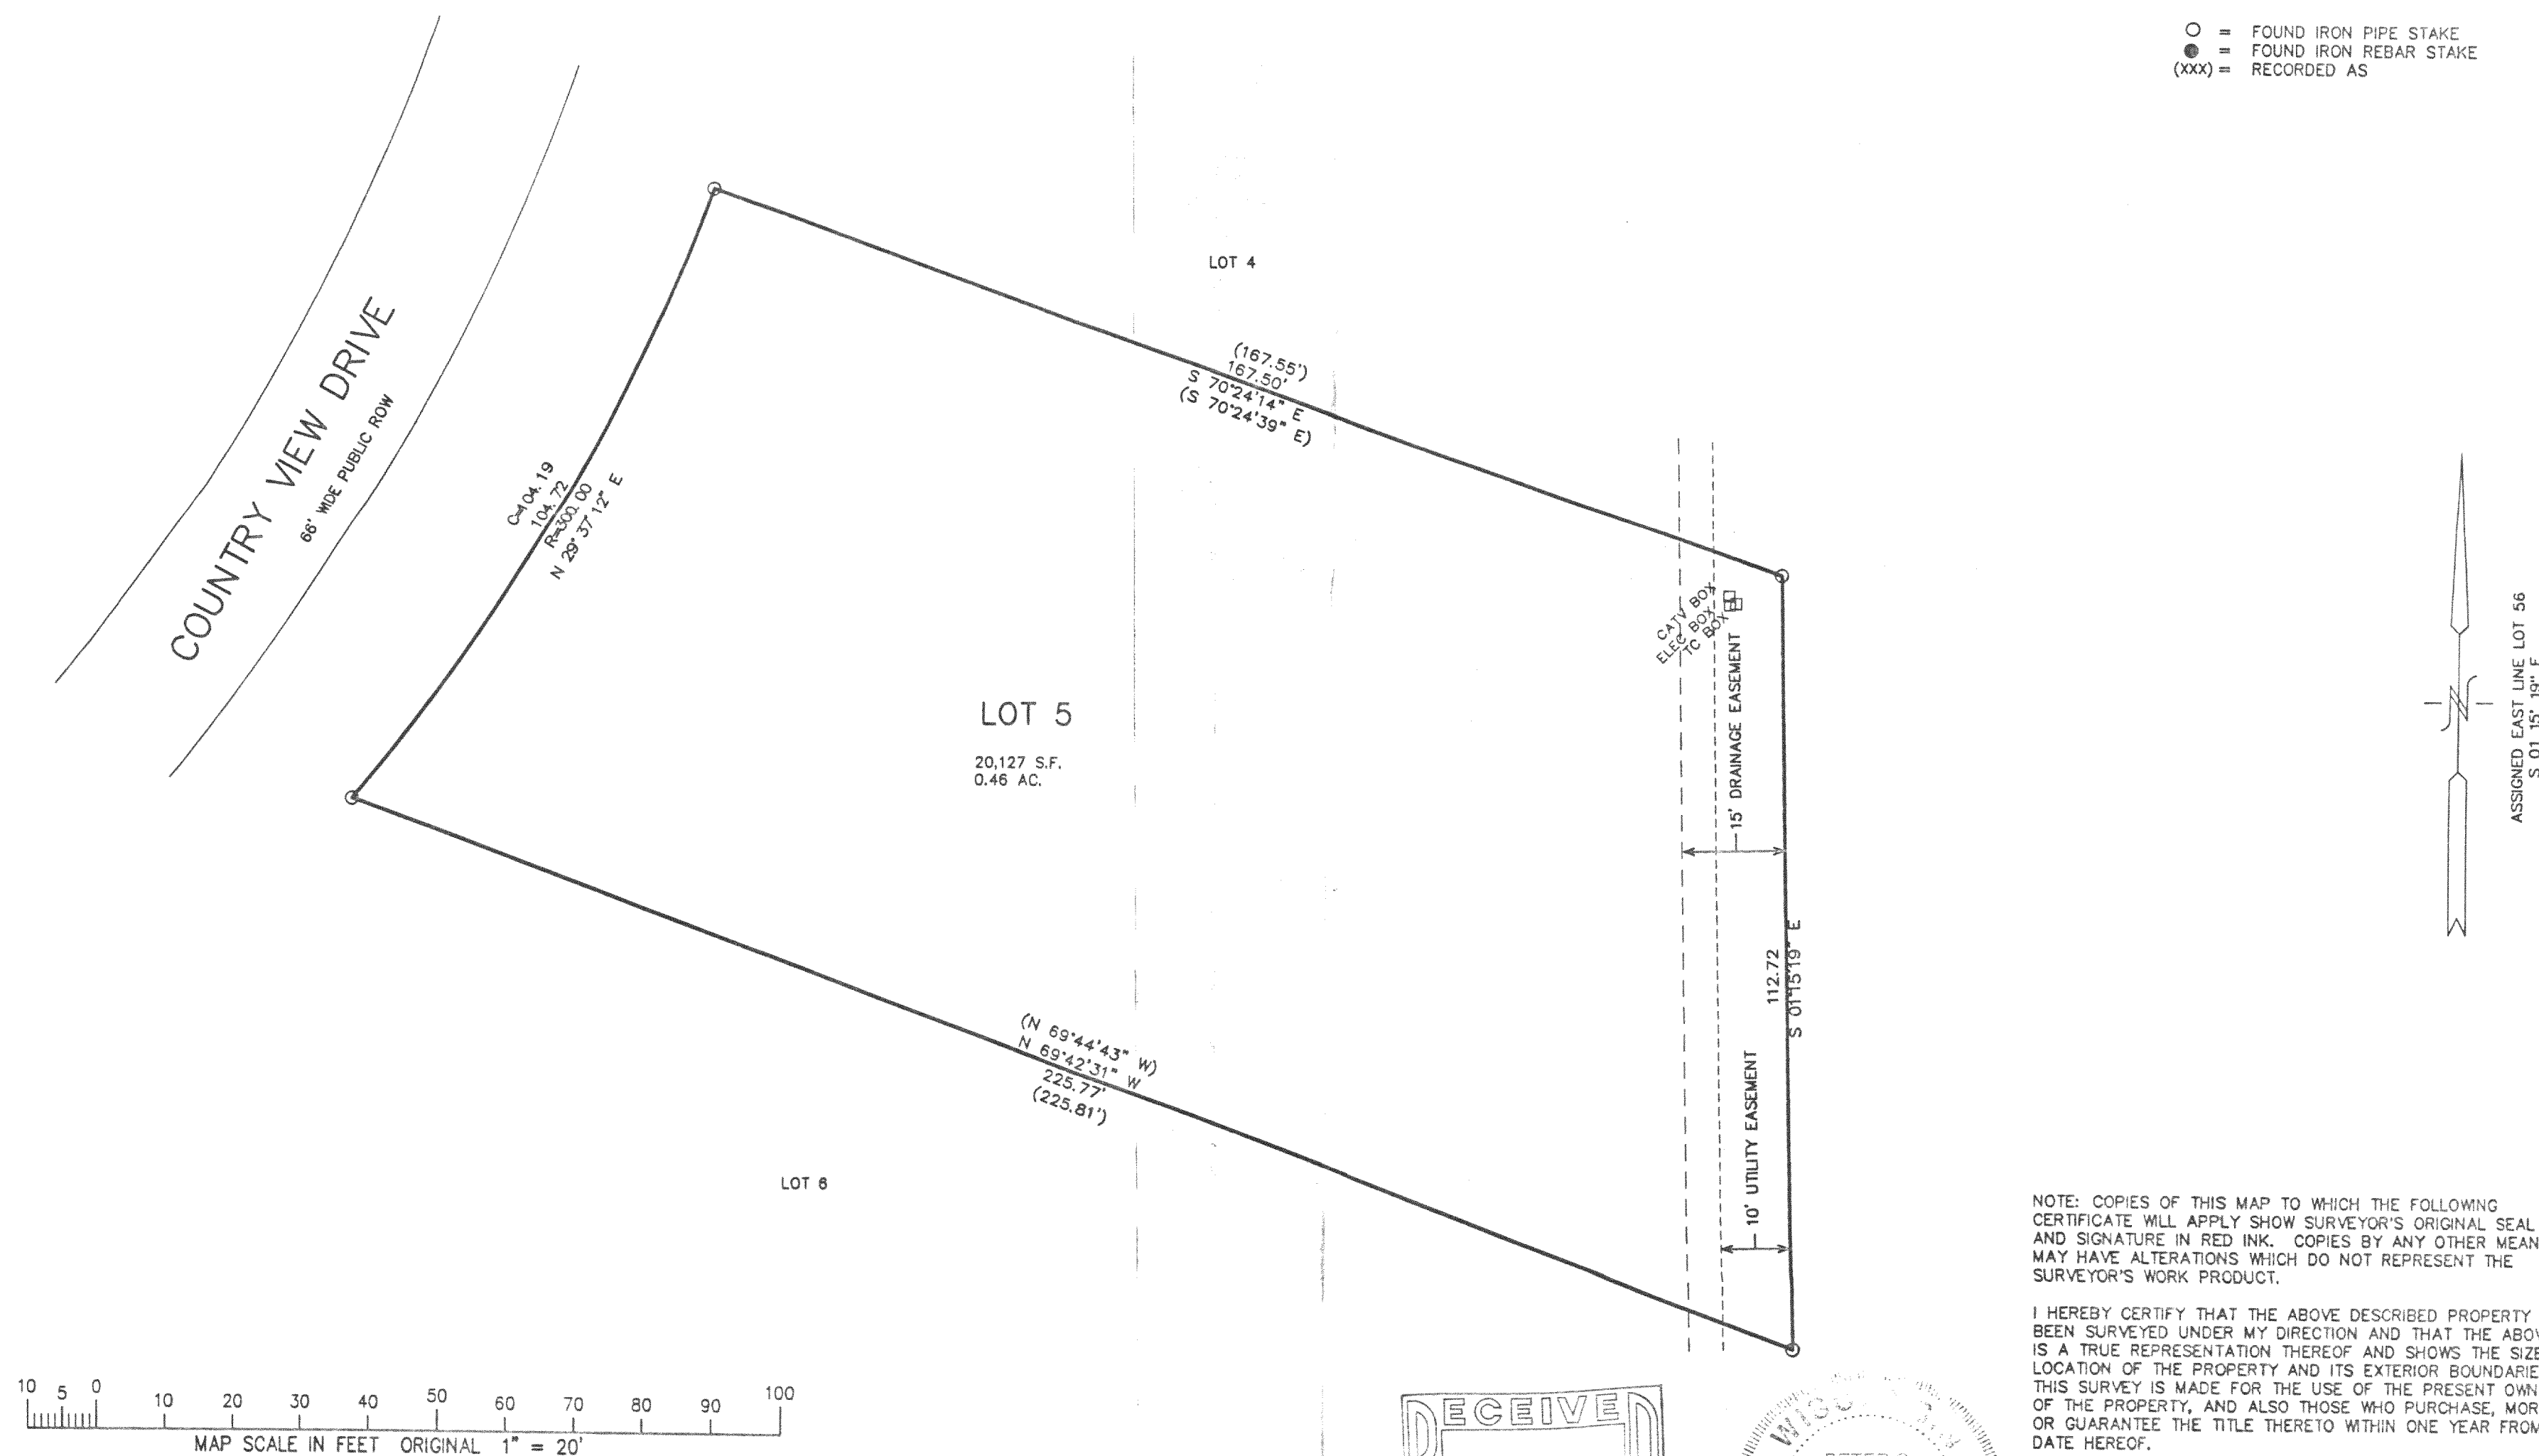 ○ = FOUND IRON PIPE STAKE
● = FOUND IRON REBAR STAKE
(XXX) = RECORDED AS
LOT 4
(167.55')
167.50'
S 70°24'14" E
(S 70°24'39" E)
COUNTRY VIEW DRIVE
66' WIDE PUBLIC ROW
C=104.19
104.72
R=300.00
N 29°37'12" E
CATV BOX
ELEC BOX
TC BOX
15' DRAINAGE EASEMENT
LOT 5
20,127 S.F.
0.46 AC.
ASSIGNED EAST LINE LOT 56
S 01°15'19" E
N
112.72
S 01°15'19" E
(N 69°44'43" W)
N 69°42'31" W
225.77'
(225.81')
10' UTILITY EASEMENT
LOT 6
NOTE: COPIES OF THIS MAP TO WHICH THE FOLLOWING
CERTIFICATE WILL APPLY SHOW SURVEYOR'S ORIGINAL SEAL
AND SIGNATURE IN RED INK. COPIES BY ANY OTHER MEAN
MAY HAVE ALTERATIONS WHICH DO NOT REPRESENT THE
SURVEYOR'S WORK PRODUCT.
I HEREBY CERTIFY THAT THE ABOVE DESCRIBED PROPERTY
BEEN SURVEYED UNDER MY DIRECTION AND THAT THE ABOV
IS A TRUE REPRESENTATION THEREOF AND SHOWS THE SIZE
LOCATION OF THE PROPERTY AND ITS EXTERIOR BOUNDARIE
THIS SURVEY IS MADE FOR THE USE OF THE PRESENT OWN
OF THE PROPERTY, AND ALSO THOSE WHO PURCHASE, MOR
OR GUARANTEE THE TITLE THERETO WITHIN ONE YEAR FROM
DATE HEREOF.
10 5 0 10 20 30 40 50 60 70 80 90 100
MAP SCALE IN FEET ORIGINAL 1" = 20'
RECEIVED